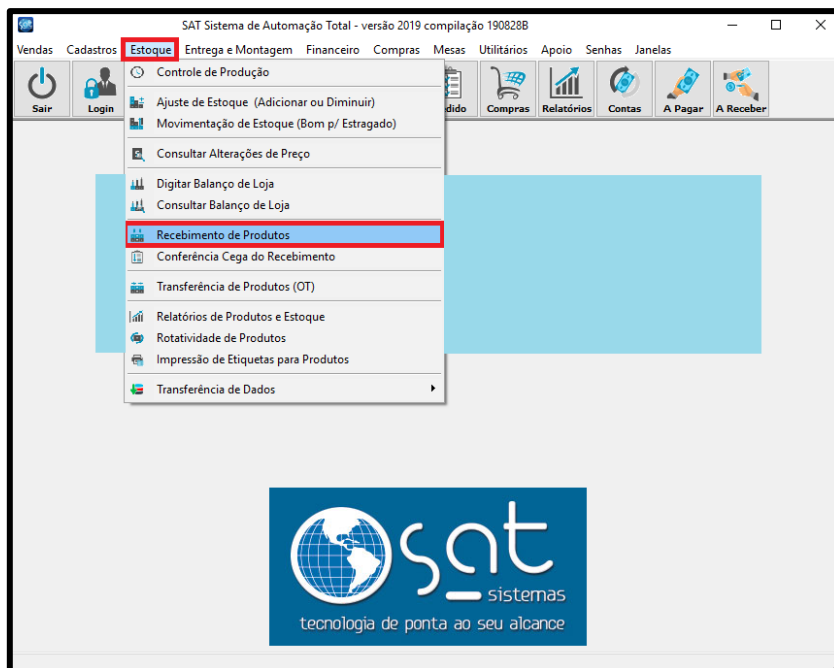 SAT Sistema de Automação Total - versão 2019 compilação 190828B
Vendas Cadastros Estoque Entrega e Montagem Financeiro Compras Mesas Utilitários Apoio Senhas Janelas
Sair Login dido Compras Relatórios Contas A Pagar A Receber
Controle de Produção
Ajuste de Estoque (Adicionar ou Diminuir)
Movimentação de Estoque (Bom p/ Estragado)
Consultar Alterações de Preço
Digitar Balanço de Loja
Consultar Balanço de Loja
Recebimento de Produtos
Conferência Cega do Recebimento
Transferência de Produtos (OT)
Relatórios de Produtos e Estoque
Rotatividade de Produtos
Impressão de Etiquetas para Produtos
Transferência de Dados
sat
sistemas
tecnologia de ponta ao seu alcance